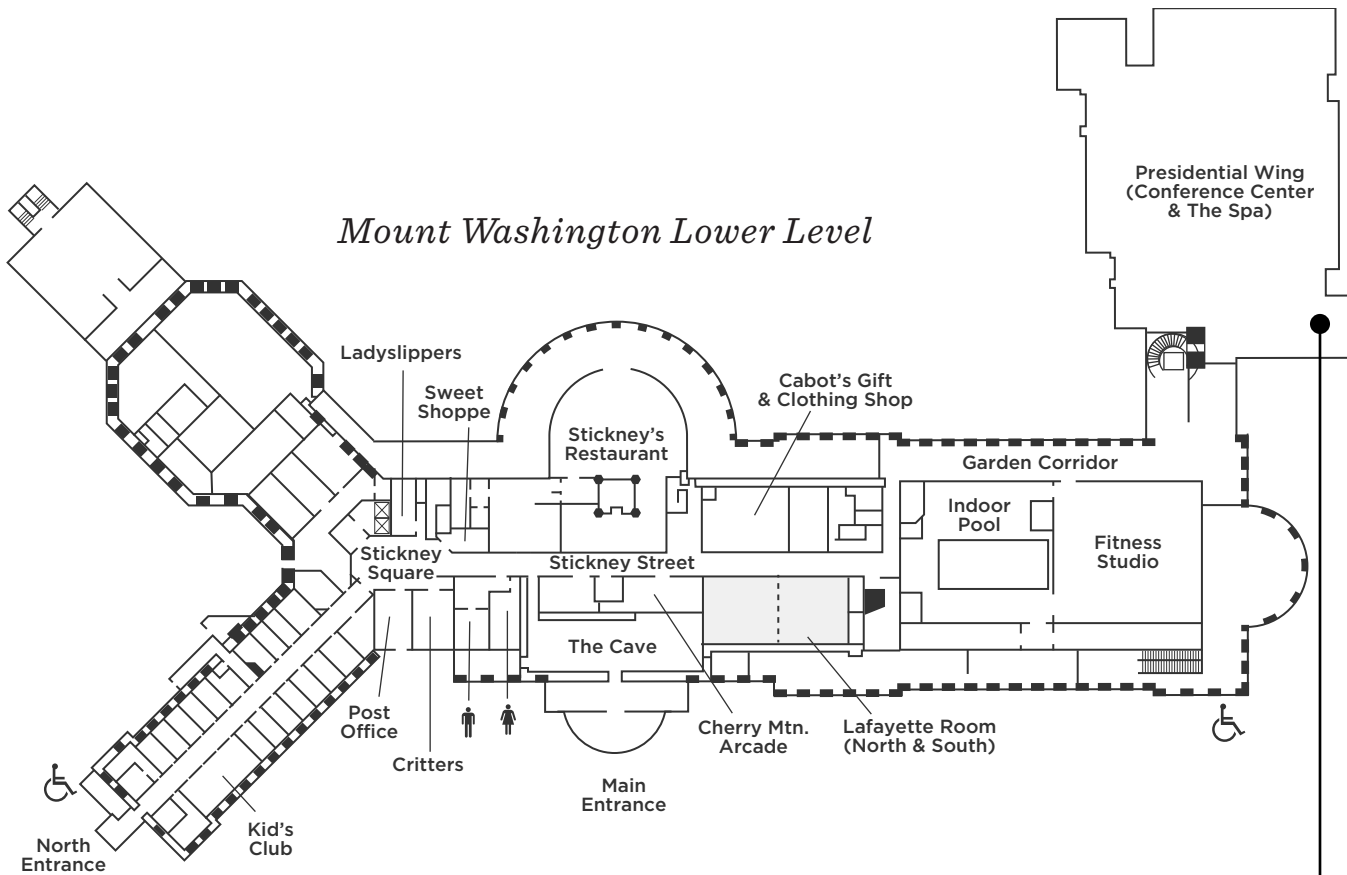 Presidential Wing
(Conference Center
& The Spa)
Mount Washington Lower Level
Ladyslippers
Sweet
Shoppe
Stickney's
Restaurant
Cabot's Gift
& Clothing Shop
Garden Corridor
Indoor
Pool
Fitness
Studio
Stickney
Square
Stickney Street
The Cave
Post
Office
Critters
Cherry Mtn.
Arcade
Lafayette Room
(North & South)
Main
Entrance
Kid's
Club
North
Entrance